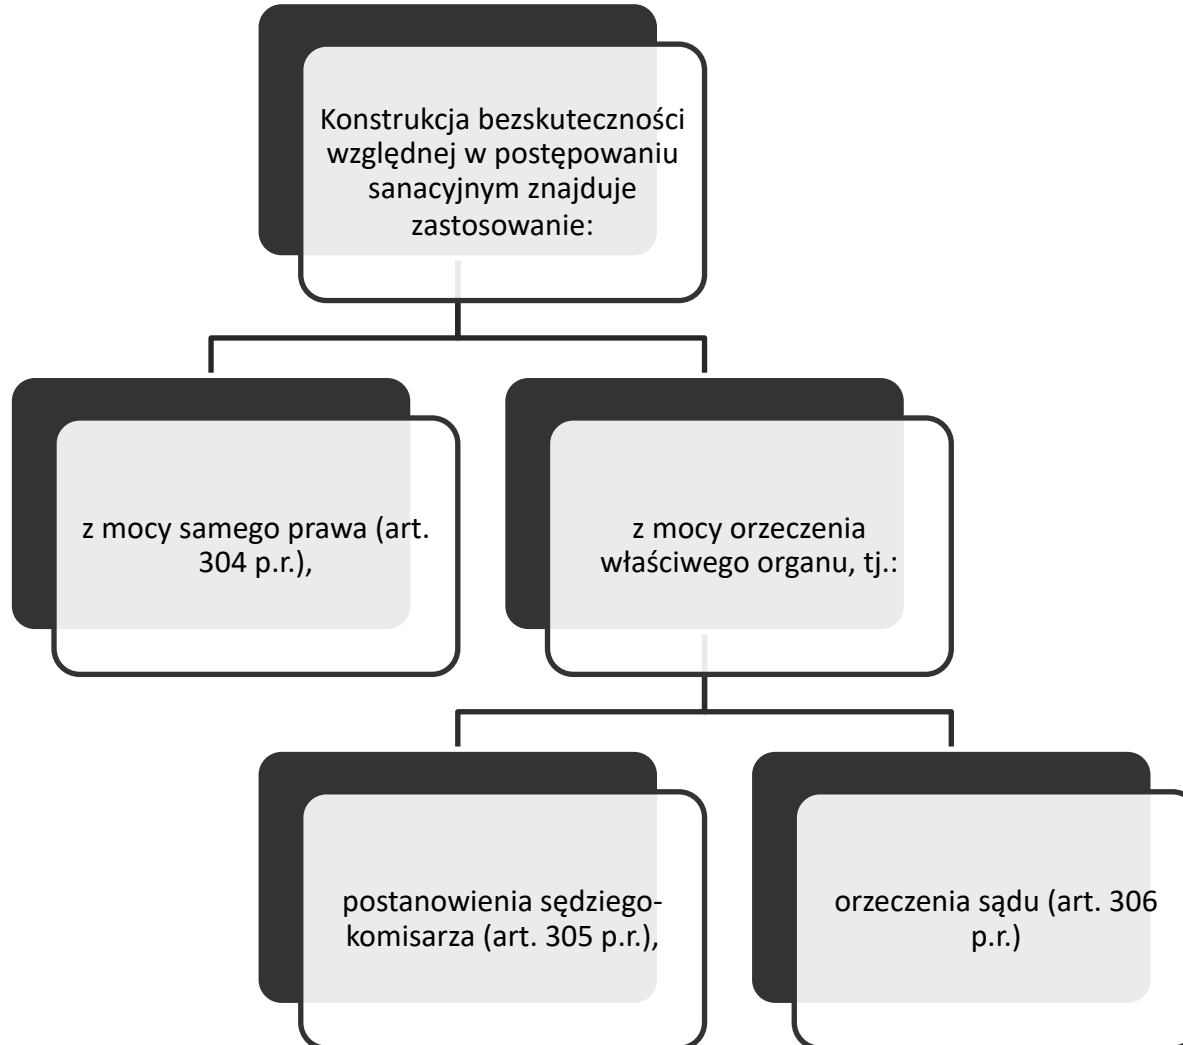 Konstrukcja bezskuteczności
względnej w postępowaniu
sanacyjnym znajduje
zastosowanie:
z mocy samego prawa (art.
304 p.r.),
z mocy orzeczenia
właściwego organu, tj.:
postanowienia sędziego-
komisarza (art. 305 p.r.),
orzeczenia sądu (art. 306
p.r.)